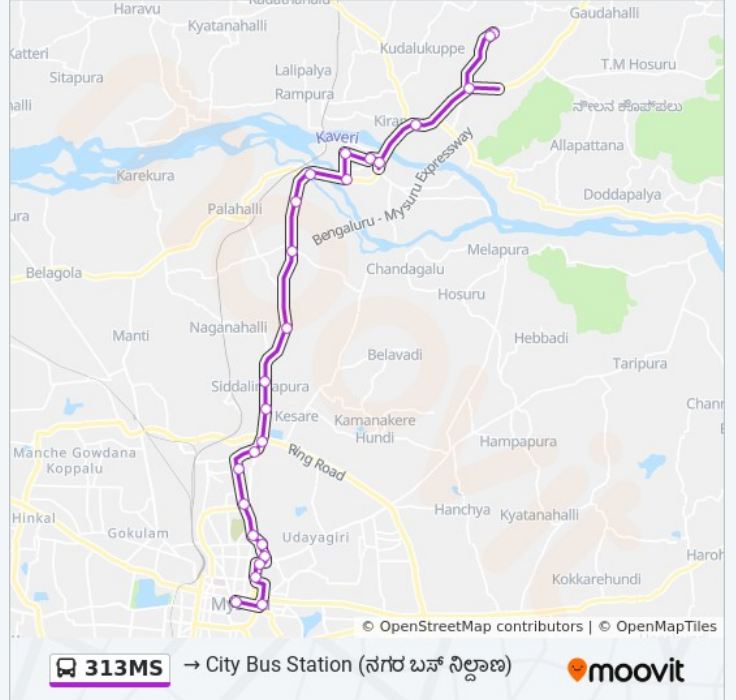 Haravu
Kyatanahalli
Gaudahalli
Katteri
Kudalukuppe
Sitapura
Lalipalya
T.M Hosuru
Rampura
Kaveri
Allapattana
Karekura
Bengaluru - Mysuru Expressway
Palahalli
Doddapalya
Melapura
Belagola
Chandagalu
Hosuru
Naganahalli
Manti
Hebbadi
Belavadi
Taripura
Kesare
Kamanakere
Hundi
Hampapura
Manche Gowdana
Koppalu
Ring Road
Hanchya
Kyatanahalli
Hinkal
Gokulam
Udayagiri
Kokkarehundi
© OpenStreetMap contributors | © OpenMapTiles
313MS → City Bus Station (ನಗರ ಬಸ್ ನಿಲ್ದಾಣ)
moovit